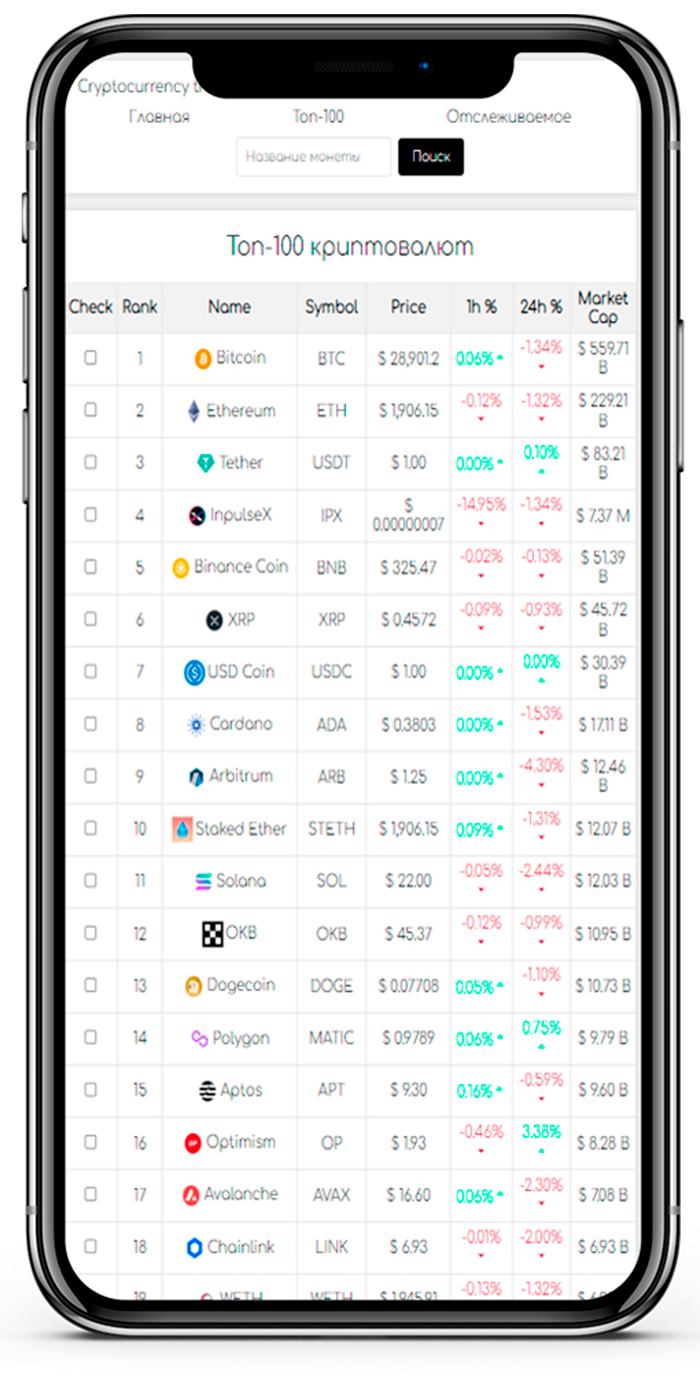 Cryptocurrency
Главная Топ-100 Отслеживаемое
Название монеты Поиск
Топ-100 криптовалют
Check Rank Name Symbol Price 1h % 24h % Market Cap
1 Bitcoin BTC $ 28,901.2 0.06% -1.34% $ 559.71 B
2 Ethereum ETH $ 1,906.15 -0.12% -1.32% $ 229.21 B
3 Tether USDT $ 1.00 0.00% 0.10% $ 83.21 B
4 InpulseX IPX $ 0.00000007 -14.95% -1.34% $ 7.37 M
5 Binance Coin BNB $ 325.47 -0.02% -0.13% $ 51.39 B
6 XRP XRP $ 0.4572 -0.09% -0.93% $ 45.72 B
7 USD Coin USDC $ 1.00 0.00% 0.00% $ 30.39 B
8 Cardano ADA $ 0.3803 0.00% -1.53% $ 17.11 B
9 Arbitrum ARB $ 1.25 0.00% -4.30% $ 12.46 B
10 Staked Ether STETH $ 1,906.15 0.09% -1.31% $ 12.07 B
11 Solana SOL $ 22.00 -0.05% -2.44% $ 12.03 B
12 OKB OKB $ 45.37 -0.12% -0.99% $ 10.95 B
13 Dogecoin DOGE $ 0.07708 0.05% -1.10% $ 10.73 B
14 Polygon MATIC $ 0.9789 0.06% 0.75% $ 9.79 B
15 Aptos APT $ 9.30 0.16% -0.59% $ 9.60 B
16 Optimism OP $ 1.93 -0.46% 3.38% $ 8.28 B
17 Avalanche AVAX $ 16.60 0.06% -2.30% $ 7.08 B
18 Chainlink LINK $ 6.93 -0.01% -2.00% $ 6.93 B
19 WETH WETH $ 1,945.91 -0.13% -1.32%